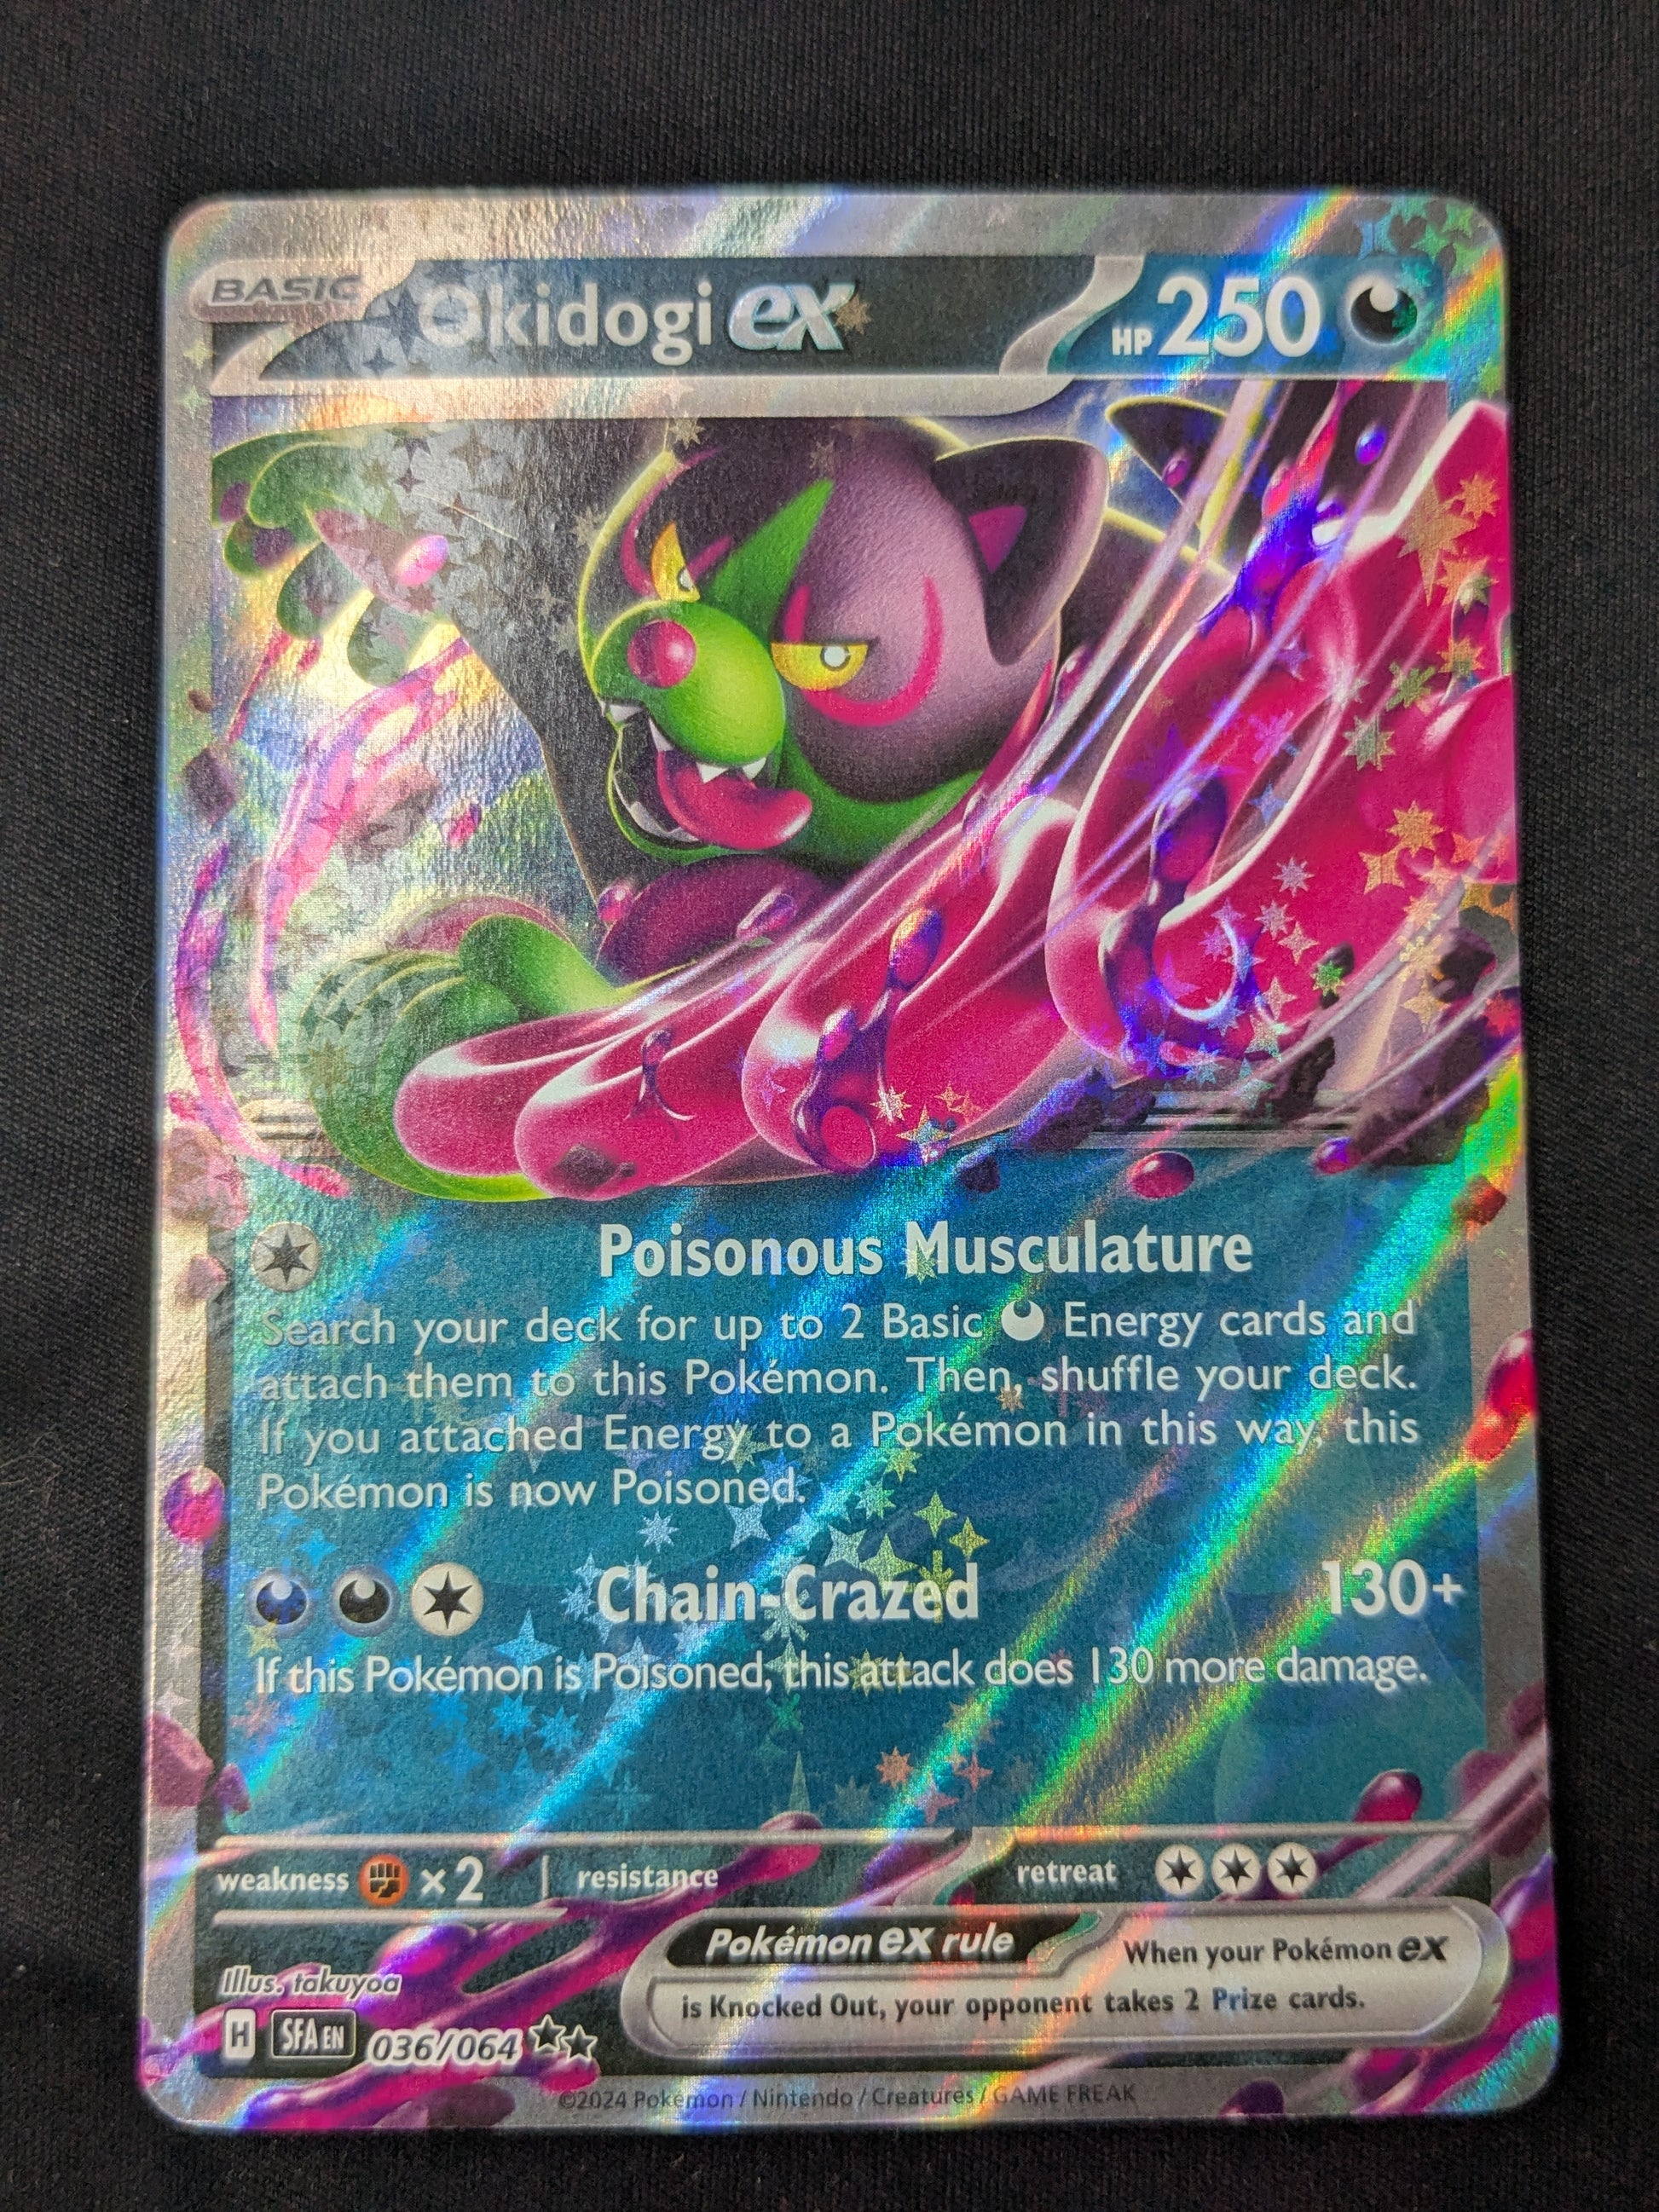 BASIC
Okidogi ex
HP 250
Poisonous Musculature
Search your deck for up to 2 Basic Energy cards and
attach them to this Pokémon. Then, shuffle your deck.
If you attached Energy to a Pokémon in this way, this
Pokémon is now Poisoned.
Chain-Crazed 130+
If this Pokémon is Poisoned, this attack does 130 more damage.
weakness ×2 | resistance retreat
Pokémon ex rule When your Pokémon ex
is Knocked Out, your opponent takes 2 Prize cards.
Illus. takuyoa
H SFA EN 036/064
©2024 Pokémon / Nintendo / Creatures / GAME FREAK